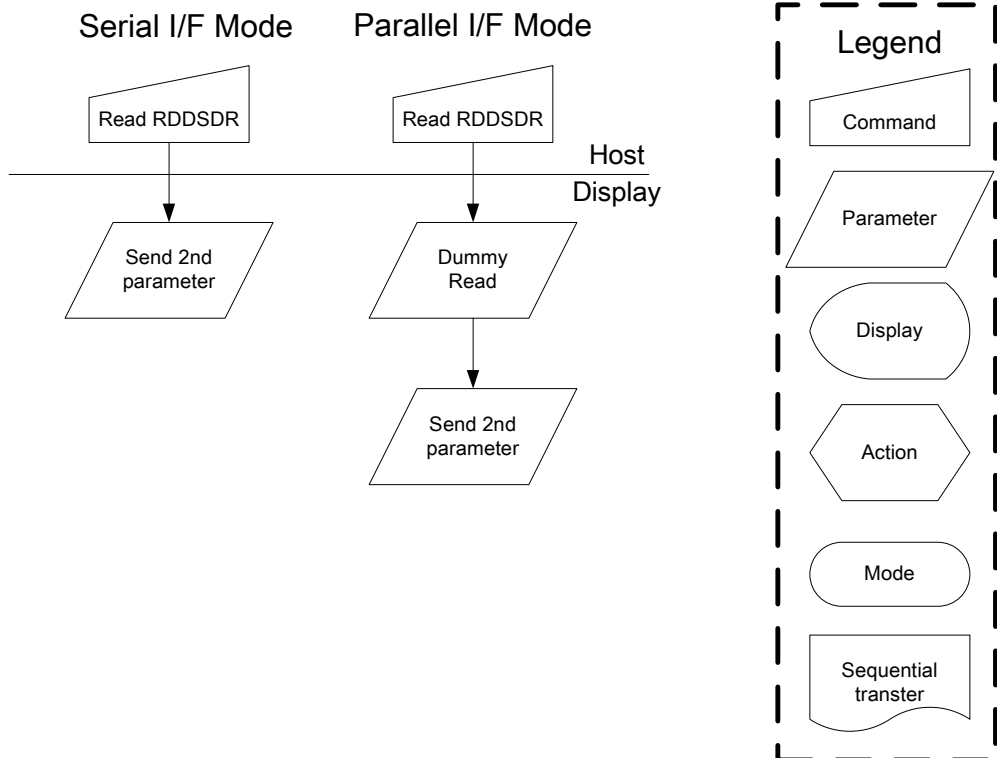 Serial I/F Mode
Parallel I/F Mode
Read RDDSDR
Read RDDSDR
Host
Display
Send 2nd
parameter
Dummy
Read
Send 2nd
parameter
Legend
Command
Parameter
Display
Action
Mode
Sequential
transter